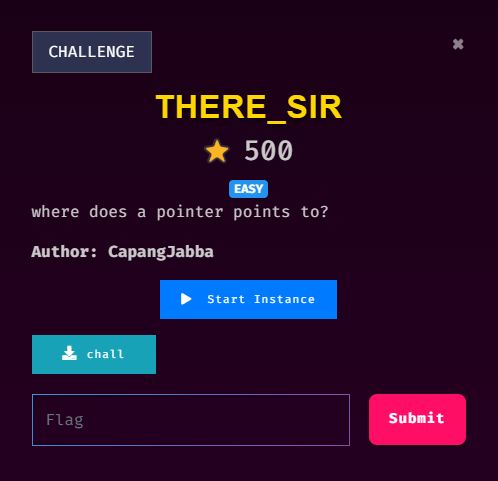 CHALLENGE
✖
THERE_SIR
500
EASY
where does a pointer points to?
Author: CapangJabba
Start Instance
chall
Flag
Submit